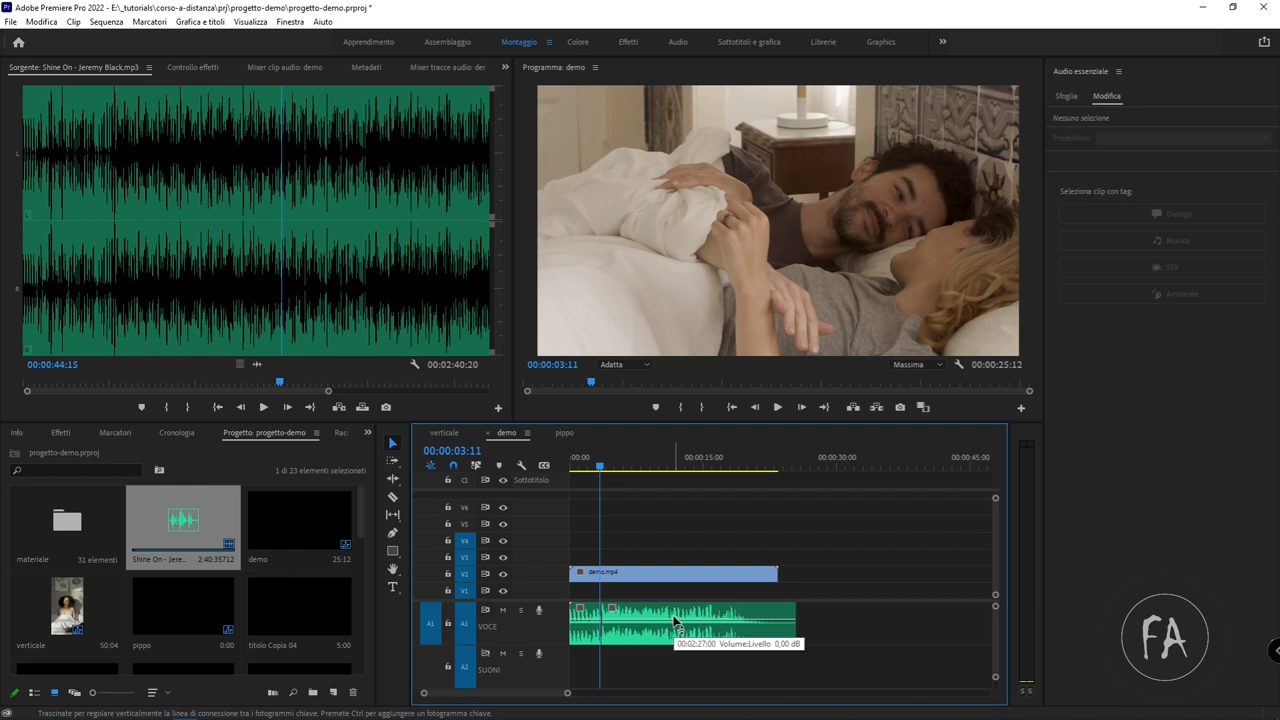 Adobe Premiere Pro 2022 - E:\_tutorials\corso-a-distanza\prj\progetto-demo\progetto-demo.prproj *
File Modifica Clip Sequenza Marcatori Grafica e titoli Visualizza Finestra Aiuto
Apprendimento Assemblaggio Montaggio Colore Effetti Audio Sottotitoli e grafica Librerie Graphics
Sorgente: Shine On - Jeremy Black.mp3 Controllo effetti Mixer clip audio: demo Metadati Mixer tracce audio: der
Programma: demo
Audio essenziale
Sfoglia Modifica
Nessuna selezione
Predefinito:
Seleziona clip con tag:
Dialogo
Musica
SFX
Ambiente
L
R
00:00:44:15 00:02:40:20
00:00:03:11 Adatta Massima 00:00:25:12
Info Effetti Marcatori Cronologia Progetto: progetto-demo Rac
progetto-demo.prproj
1 di 23 elementi selezionati
materiale 31 elementi
Shine On - Jere... 2:40:35712
demo 25:12
verticale 50:04
pippo 0:00
titolo Copia 04 0:00
verticale demo pippo
00:00:03:11
:00:00 00:00:15:00 00:00:30:00 00:00:45:00
C1 Sottotitolo
V6
V5
V4
V3
V2 demo.mp4
V1
A1 A1 M S
VOCE
00:02:27:00 Volume:Livello 0,00 dB
A2 M S
SUONI
S S
FA
Trascinate per regolare verticalmente la linea di connessione tra i fotogrammi chiave. Premete Ctrl per aggiungere un fotogramma chiave.